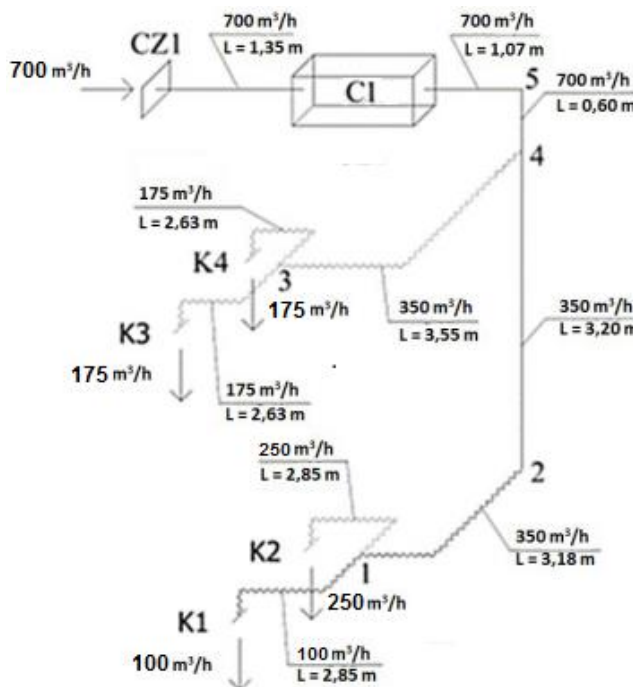 700 m³/h
L = 1,35 m
700 m³/h
L = 1,07 m
CZ1
700 m³/h
C1
5
700 m³/h
L = 0,60 m
4
175 m³/h
L = 2,63 m
K4
3
175 m³/h
350 m³/h
L = 3,55 m
350 m³/h
L = 3,20 m
K3
175 m³/h
175 m³/h
L = 2,63 m
250 m³/h
L = 2,85 m
2
K2
1
350 m³/h
L = 3,18 m
250 m³/h
K1
100 m³/h
100 m³/h
L = 2,85 m